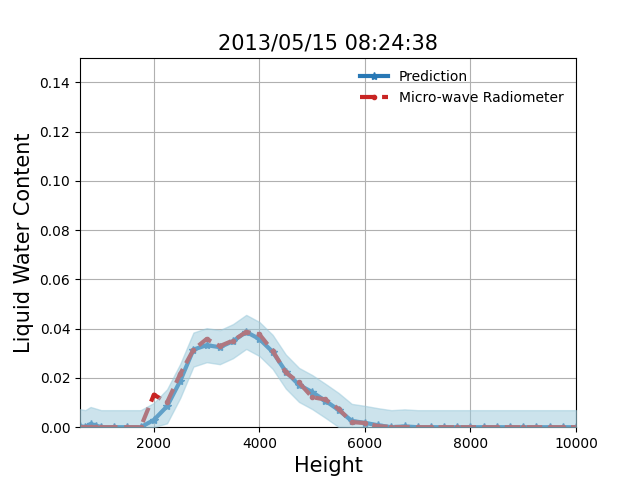 2013/05/15 08:24:38
Prediction
Micro-wave Radiometer
Liquid Water Content
0.14
0.12
0.10
0.08
0.06
0.04
0.02
0.00
2000 4000 6000 8000 10000
Height